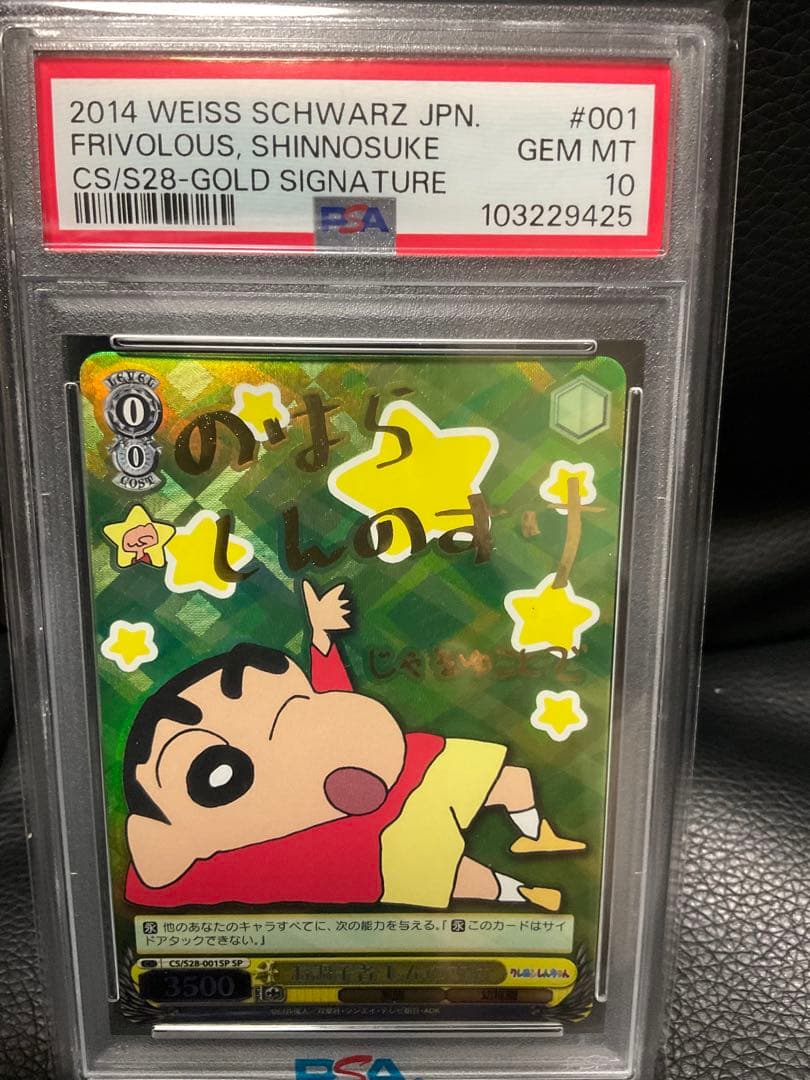 2014 WEISS SCHWARZ JPN. #001
FRIVOLOUS, SHINNOSUKE GEM MT
CS/S28-GOLD SIGNATURE 10
PSA 103229425
LEVEL
0
0
COST
のはら
しんのすけ
永 他のあなたのキャラすべてに、次の能力を与える。「永 このカードはサイ
ドアタックできない。」
CS/S28-001SP SP
クレヨンしんちゃん
3500
PSA